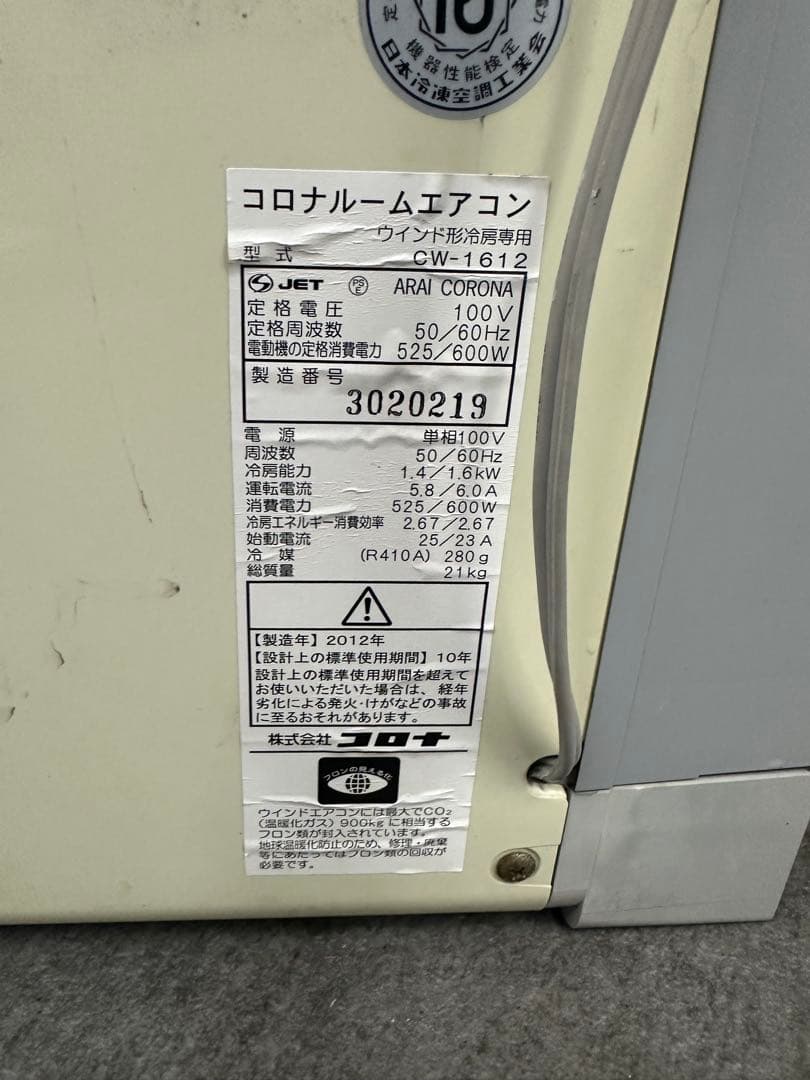 定 10 電力
機器性能検定
日本冷凍空調工業会
コロナルームエアコン
ウインド形冷房専用
型 式 CW-1612
JET PSE ARAI CORONA
定格電圧 100V
定格周波数 50/60Hz
電動機の定格消費電力 525/600W
製造番号
3020219
電 源 単相100V
周波数 50/60Hz
冷房能力 1.4/1.6kW
運転電流 5.8/6.0A
消費電力 525/600W
冷房エネルギー消費効率 2.67/2.67
始動電流 25/23A
冷 媒 (R410A) 280g
総質量 21kg
【製造年】2012年
【設計上の標準使用期間】10年
設計上の標準使用期間を超えて
お使いいただいた場合は、経年
劣化による発火・けがなどの事故
に至るおそれがあります。
株式会社 コロナ
フロンの見える化
ウインドエアコンには最大でCO₂
(温暖化ガス)900kgに相当する
フロン類が封入されています。
地球温暖化防止のため、修理・廃棄
等にあたってはフロン類の回収が
必要です。